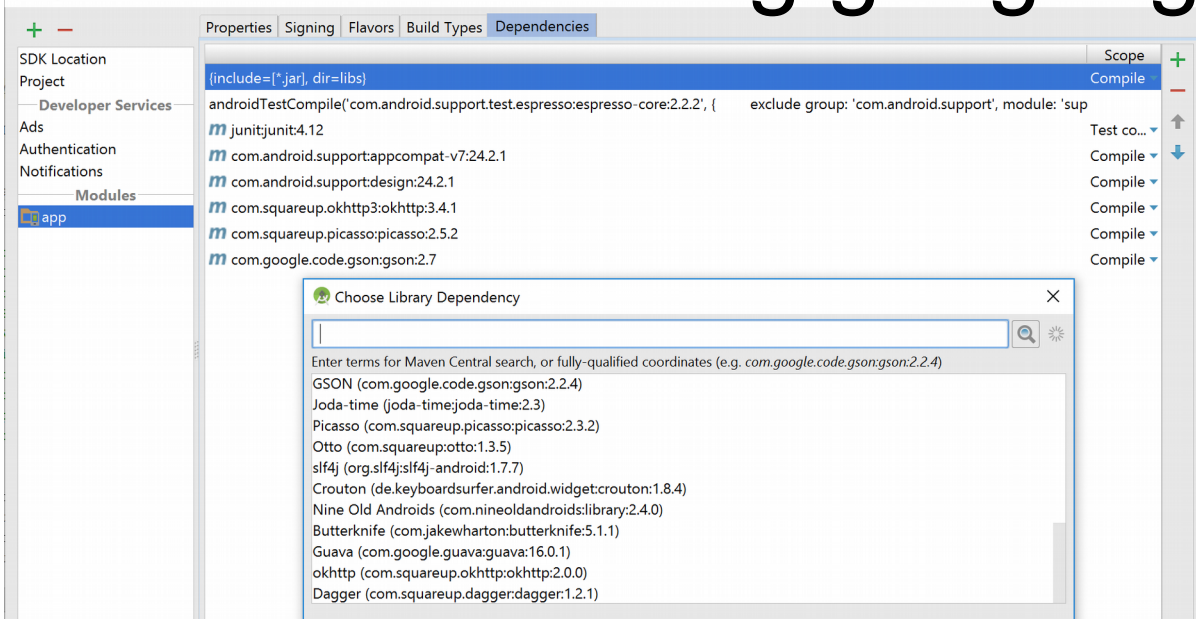 Properties Signing Flavors Build Types Dependencies
SDK Location
Project
Developer Services
Ads
Authentication
Notifications
Modules
app
Scope
{include=[*.jar], dir=libs} Compile
androidTestCompile('com.android.support.test.espresso:espresso-core:2.2.2', { exclude group: 'com.android.support', module: 'sup
m junit:junit:4.12 Test co...
m com.android.support:appcompat-v7:24.2.1 Compile
m com.android.support:design:24.2.1 Compile
m com.squareup.okhttp3:okhttp:3.4.1 Compile
m com.squareup.picasso:picasso:2.5.2 Compile
m com.google.code.gson:gson:2.7 Compile
Choose Library Dependency
Enter terms for Maven Central search, or fully-qualified coordinates (e.g. com.google.code.gson:gson:2.2.4)
GSON (com.google.code.gson:gson:2.2.4)
Joda-time (joda-time:joda-time:2.3)
Picasso (com.squareup.picasso:picasso:2.3.2)
Otto (com.squareup:otto:1.3.5)
slf4j (org.slf4j:slf4j-android:1.7.7)
Crouton (de.keyboardsurfer.android.widget:crouton:1.8.4)
Nine Old Androids (com.nineoldandroids:library:2.4.0)
Butterknife (com.jakewharton:butterknife:5.1.1)
Guava (com.google.guava:guava:16.0.1)
okhttp (com.squareup.okhttp:okhttp:2.0.0)
Dagger (com.squareup.dagger:dagger:1.2.1)